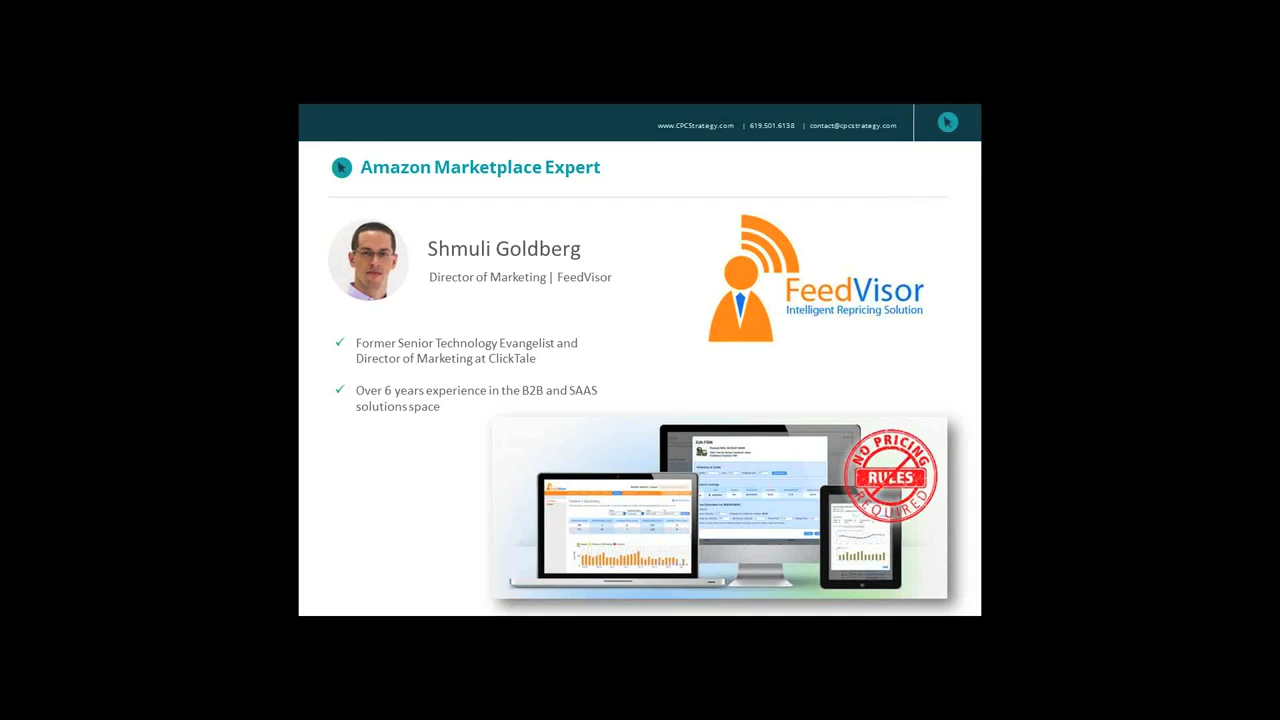 www.CPCStrategy.com | 619.501.6138 | contact@cpcstrategy.com
Amazon Marketplace Expert
Shmuli Goldberg
Director of Marketing | FeedVisor
FeedVisor
Intelligent Repricing Solution
Former Senior Technology Evangelist and
Director of Marketing at ClickTale
Over 6 years experience in the B2B and SAAS
solutions space
NO PRICING
RULES
REQUIRED
FeedVisor